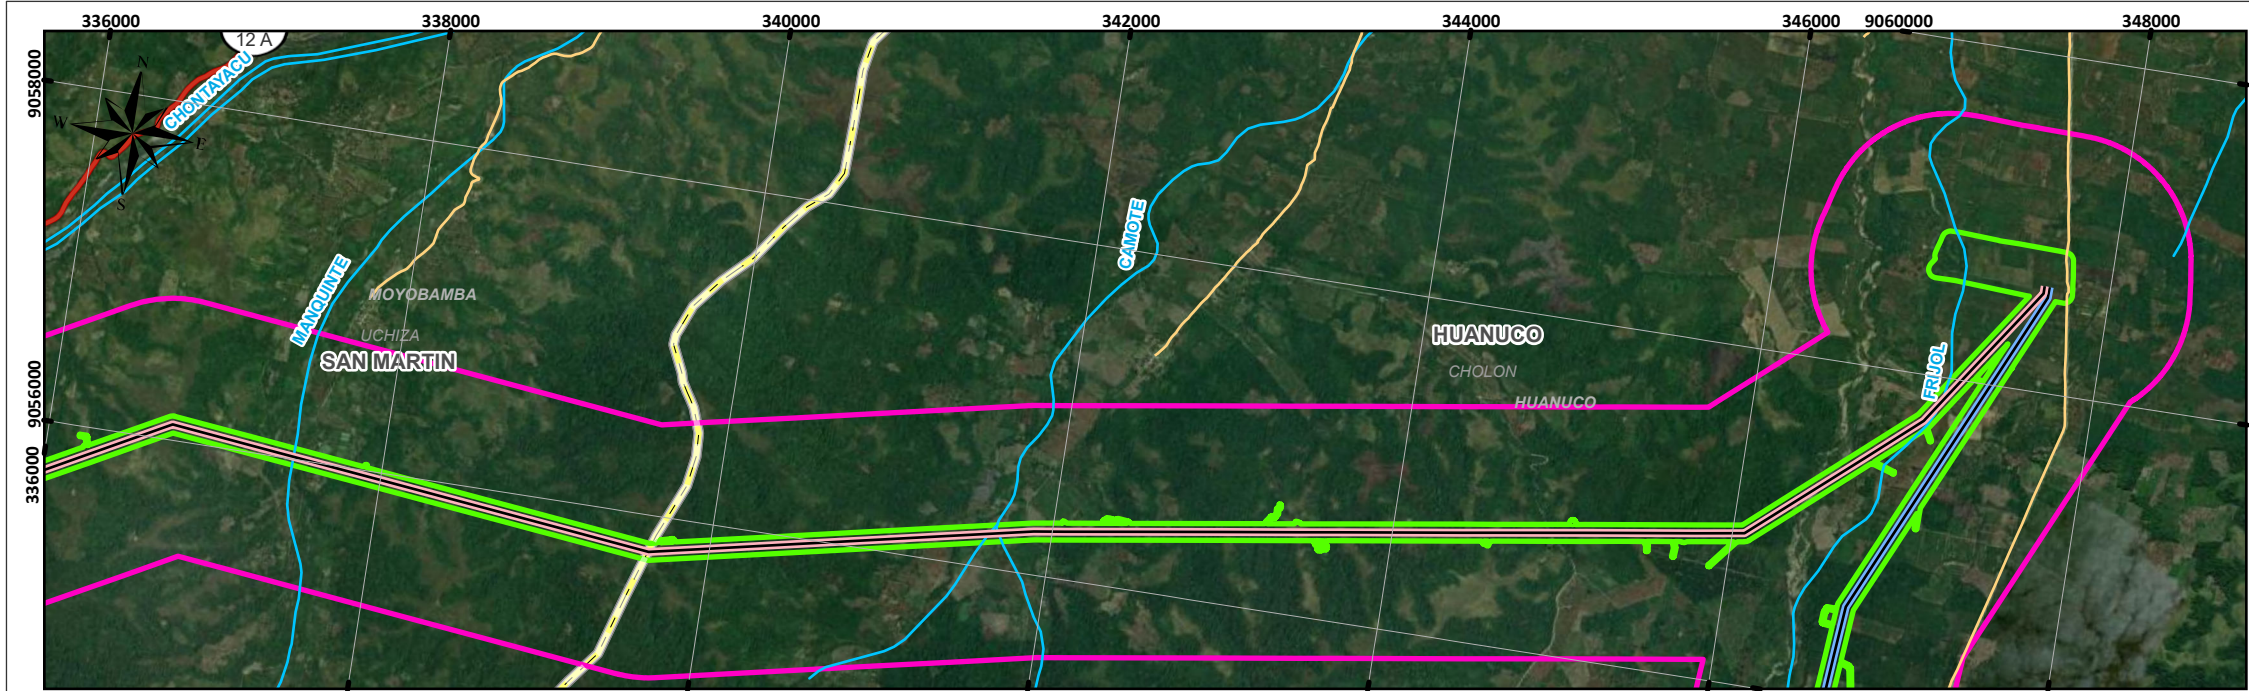 336000 338000 340000 342000 344000 346000 9060000 348000
12 A
9058000
N
CHONTAYACU
W
E
S
CAMOTE
MANQUINTE
MOYOBAMBA
UCHIZA
SAN MARTIN
HUANUCO
CHOLON
HUANUCO
FRIJOL
9056000
336000